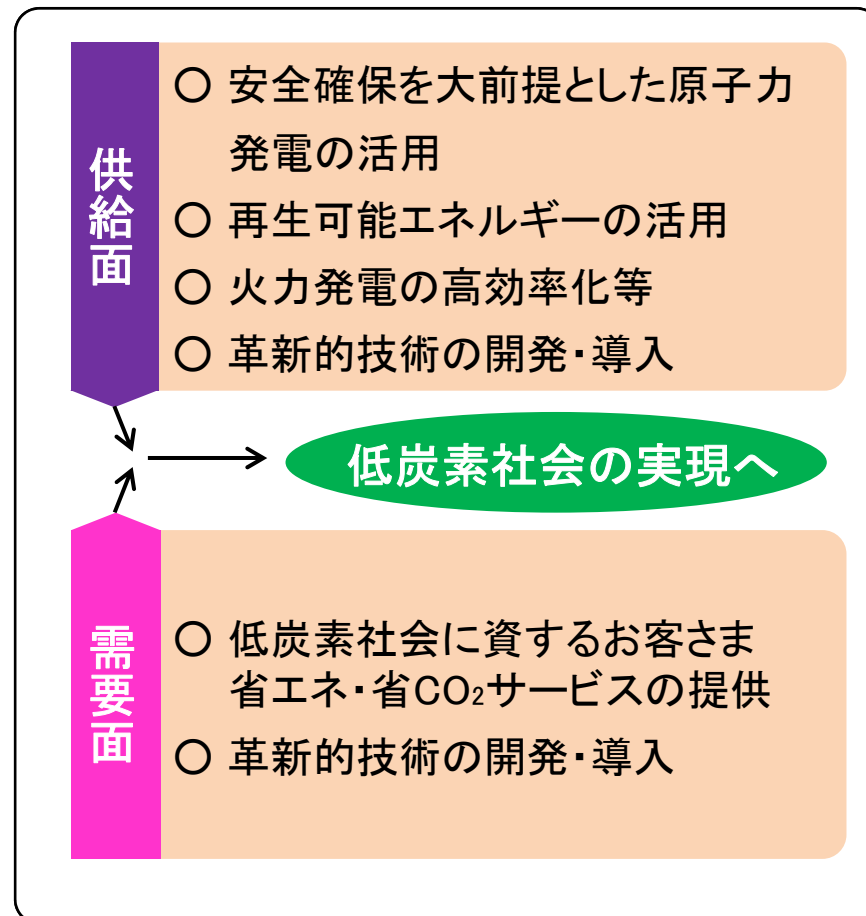 供給面
○ 安全確保を大前提とした原子力
発電の活用
○ 再生可能エネルギーの活用
○ 火力発電の高効率化等
○ 革新的技術の開発・導入
低炭素社会の実現へ
需要面
○ 低炭素社会に資するお客さま
省エネ・省CO₂サービスの提供
○ 革新的技術の開発・導入